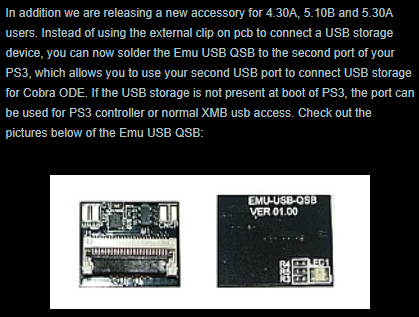 In addition we are releasing a new accessory for 4.30A, 5.10B and 5.30A
users. Instead of using the external clip on pcb to connect a USB storage
device, you can now solder the Emu USB QSB to the second port of your
PS3, which allows you to use your second USB port to connect USB storage
for Cobra ODE. If the USB storage is not present at boot of PS3, the port can
be used for PS3 controller or normal XMB usb access. Check out the
pictures below of the Emu USB QSB:
EMU-USB-QSB
VER 01.00
R4
LED1
R5
R3